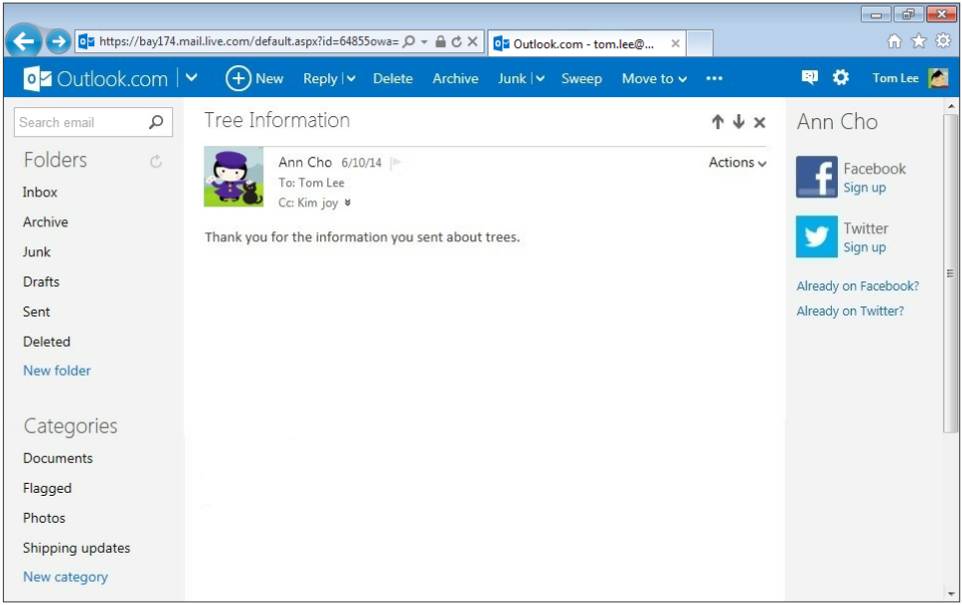 https://bay174.mail.live.com/default.aspx?id=64855owa=
Outlook.com - tom.lee@...
Outlook.com
New Reply Delete Archive Junk Sweep Move to ...
Tom Lee
Search email
Folders
Inbox
Archive
Junk
Drafts
Sent
Deleted
New folder
Categories
Documents
Flagged
Photos
Shipping updates
New category
Tree Information
Ann Cho 6/10/14
Actions
To: Tom Lee
Cc: Kim joy
Thank you for the information you sent about trees.
Ann Cho
Facebook
Sign up
Twitter
Sign up
Already on Facebook?
Already on Twitter?